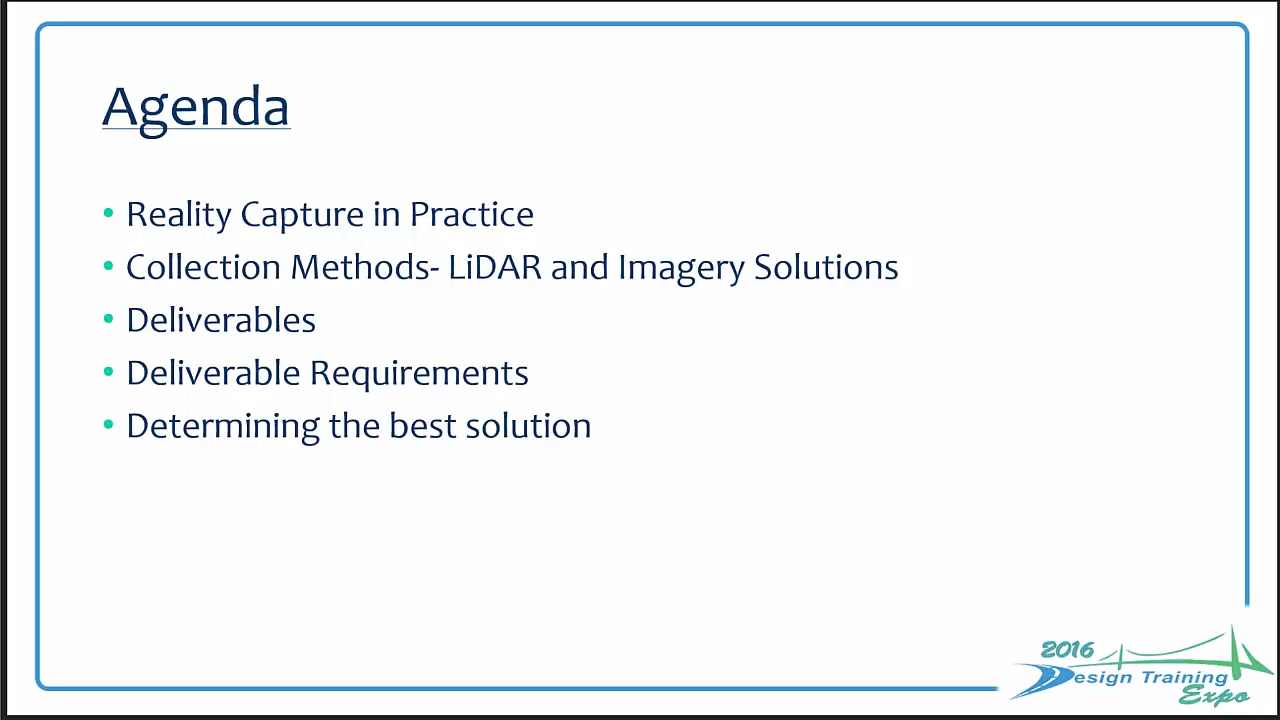 Agenda
• Reality Capture in Practice
• Collection Methods- LiDAR and Imagery Solutions
• Deliverables
• Deliverable Requirements
• Determining the best solution
2016
Design Training
Expo